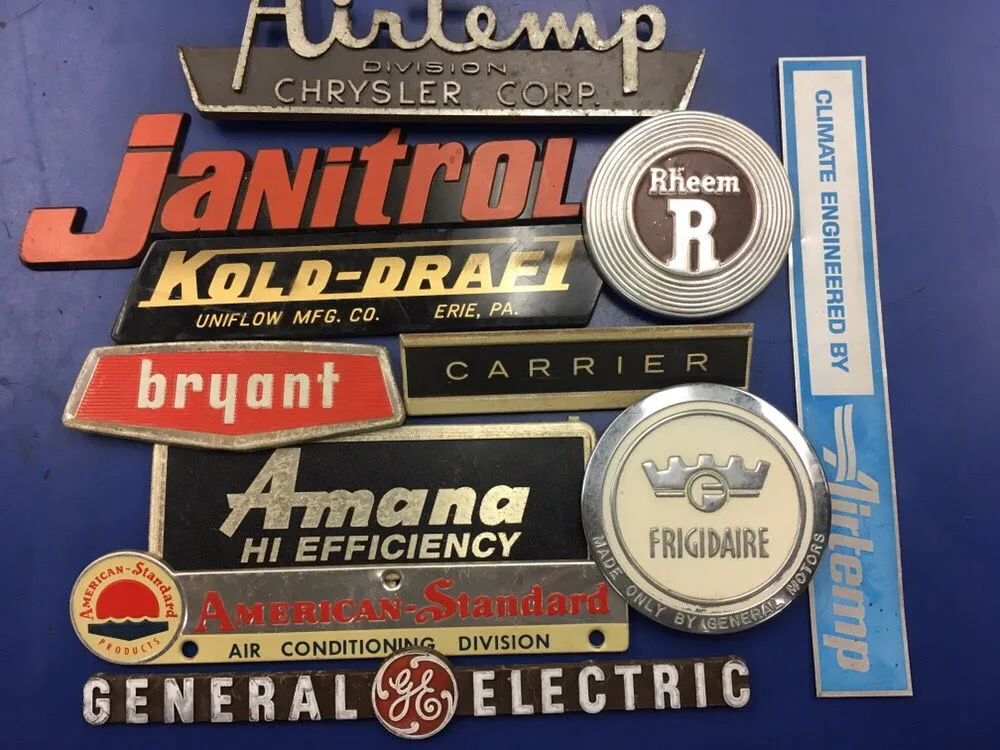 Airtemp
DIVISION
CHRYSLER CORP.
Janitrol
Rheem
R
KOLD-DRAFT
UNIFLOW MFG. CO. ERIE, PA.
CLIMATE ENGINEERED BY
Airtemp
bryant
CARRIER
Amana
HI EFFICIENCY
F
FRIGIDAIRE
MADE ONLY BY GENERAL MOTORS
AMERICAN-Standard
PRODUCTS
AMERICAN-Standard
AIR CONDITIONING DIVISION
GENERAL GE ELECTRIC